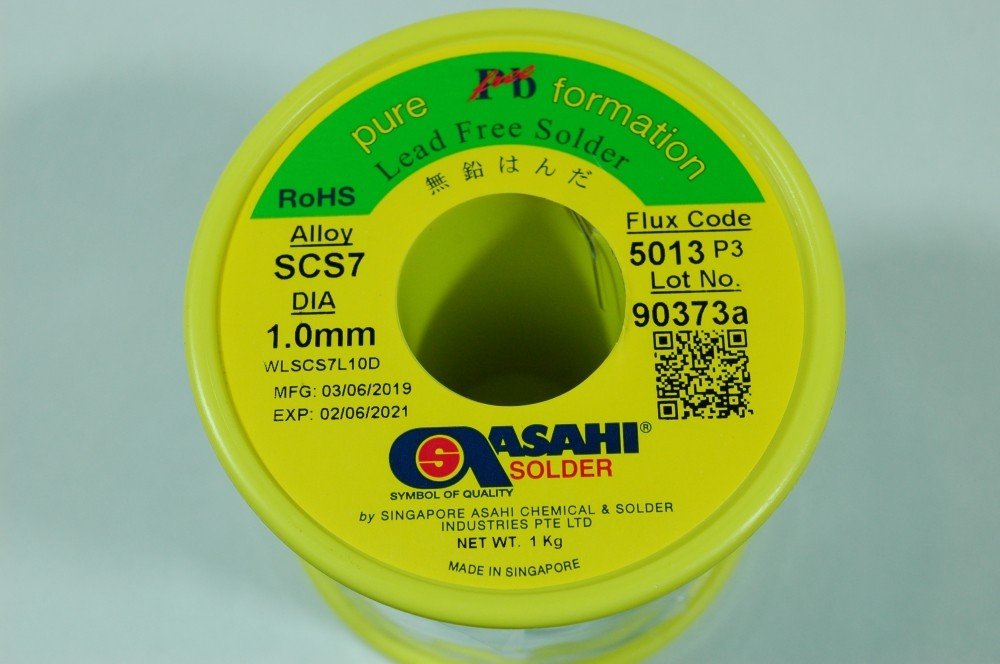 pure Pb free formation
Lead Free Solder
無鉛はんだ
RoHS
Alloy
SCS7
DIA
1.0mm
WLSCS7L10D
MFG: 03/06/2019
EXP: 02/06/2021
Flux Code
5013 P3
Lot No.
90373a
S
ASAHI®
SOLDER
SYMBOL OF QUALITY
by SINGAPORE ASAHI CHEMICAL & SOLDER
INDUSTRIES PTE LTD
NET WT. 1 Kg
MADE IN SINGAPORE